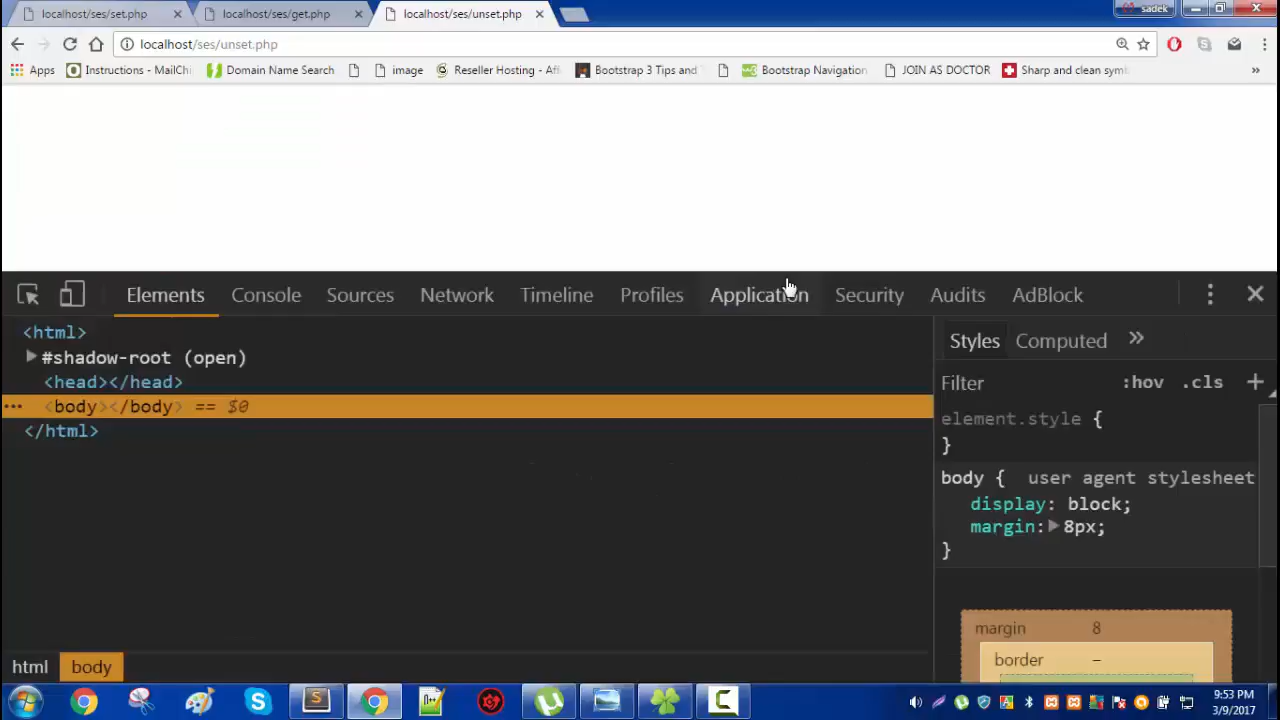 localhost/ses/set.php
localhost/ses/get.php
localhost/ses/unset.php
sadek
localhost/ses/unset.php
Apps
Instructions - MailChi
Domain Name Search
image
Reseller Hosting - Aff
Bootstrap 3 Tips and
Bootstrap Navigation
JOIN AS DOCTOR
Sharp and clean symb
»
Elements
Console
Sources
Network
Timeline
Profiles
Application
Security
Audits
AdBlock
<html>
#shadow-root (open)
<head></head>
<body></body> == $0
</html>
html
body
Styles
Computed
»
Filter
:hov
.cls
+
element.style {
}
body {
user agent stylesheet
display: block;
margin: 8px;
}
margin
8
border
–
9:53 PM
3/9/2017